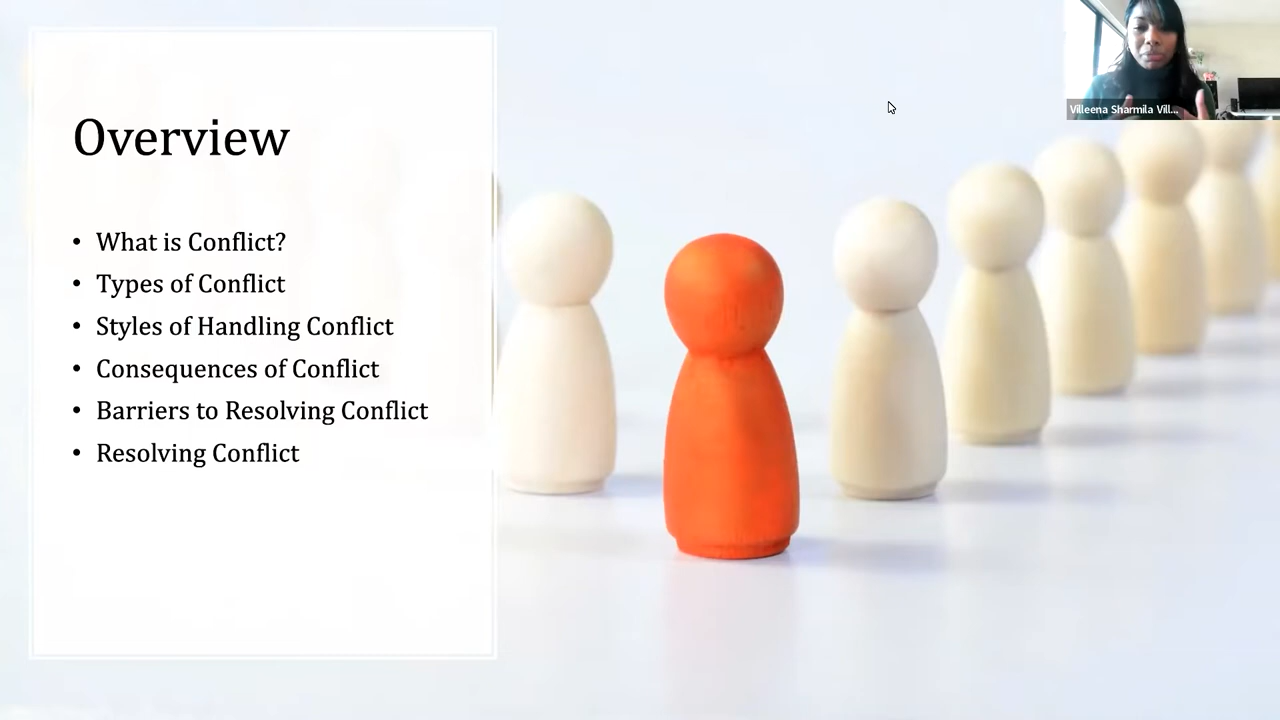 Overview
• What is Conflict?
• Types of Conflict
• Styles of Handling Conflict
• Consequences of Conflict
• Barriers to Resolving Conflict
• Resolving Conflict
Villeena Sharmila Vill...